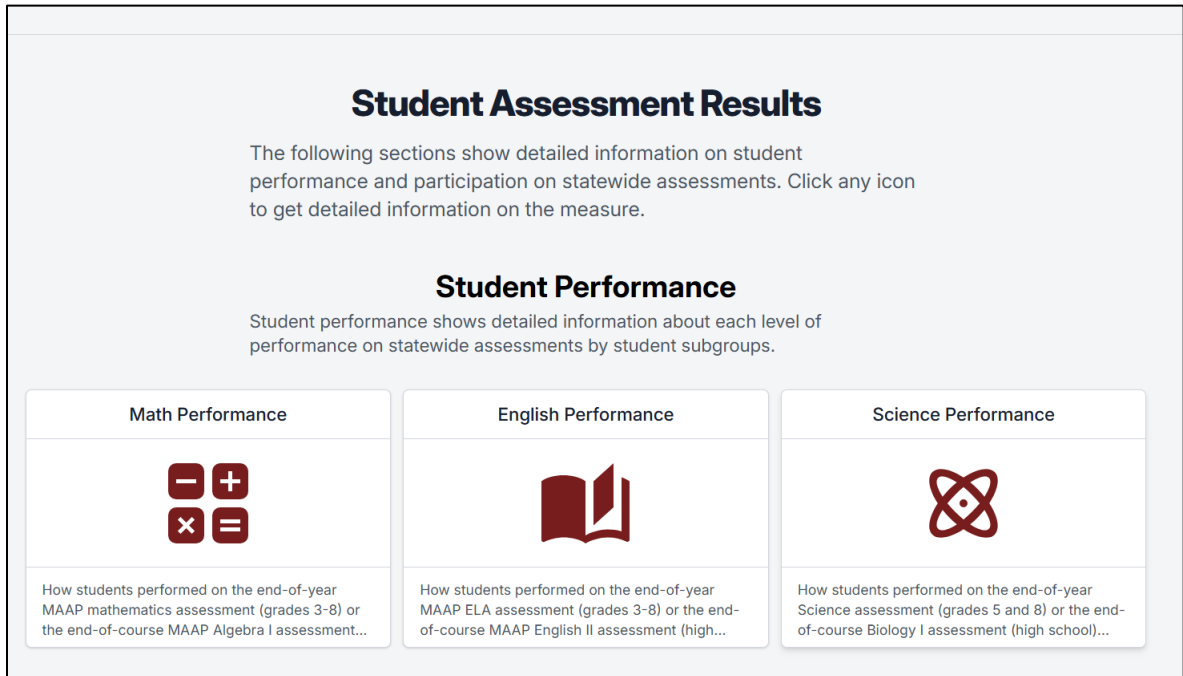 Student Assessment Results
The following sections show detailed information on student
performance and participation on statewide assessments. Click any icon
to get detailed information on the measure.
Student Performance
Student performance shows detailed information about each level of
performance on statewide assessments by student subgroups.
Math Performance
How students performed on the end-of-year
MAAP mathematics assessment (grades 3-8) or
the end-of-course MAAP Algebra I assessment...
English Performance
How students performed on the end-of-year
MAAP ELA assessment (grades 3-8) or the end-
of-course MAAP English II assessment (high...
Science Performance
How students performed on the end-of-year
Science assessment (grades 5 and 8) or the end-
of-course Biology I assessment (high school)...